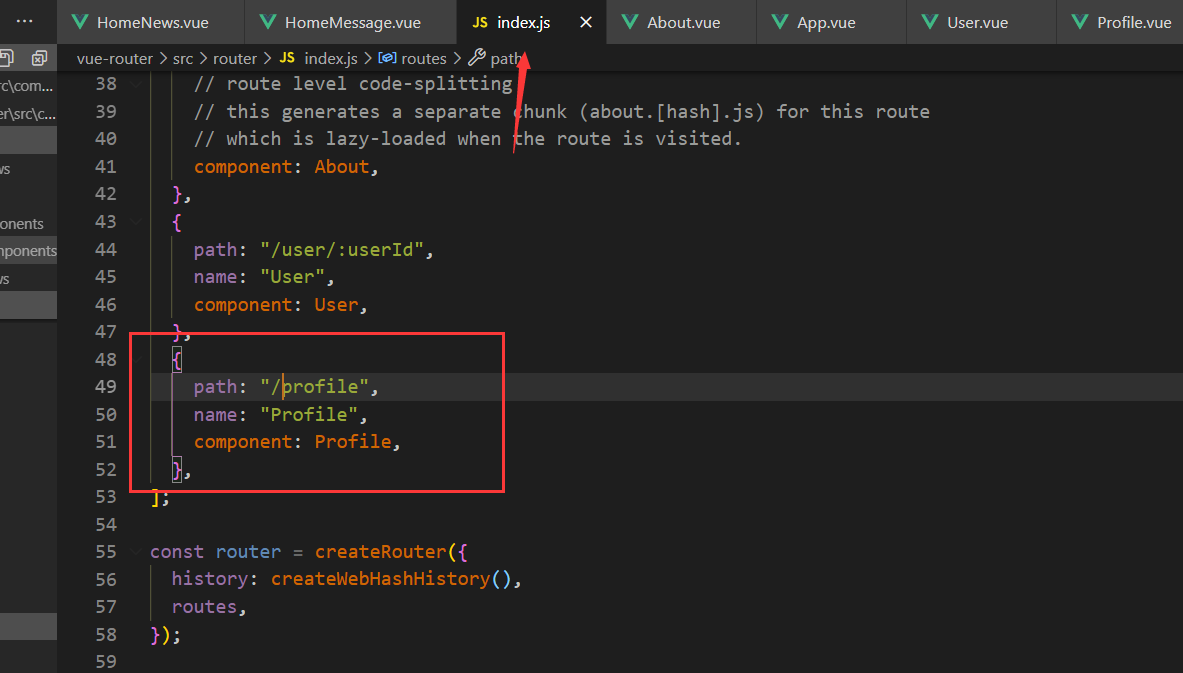 ··· HomeNews.vue HomeMessage.vue JS index.js × About.vue App.vue User.vue Profile.vue
vue-router > src > router > JS index.js > routes > path
rc\com...
er\src\c...
ws
onents
mponents
ws
38 // route level code-splitting
39 // this generates a separate chunk (about.[hash].js) for this route
40 // which is lazy-loaded when the route is visited.
41 component: About,
42 },
43 {
44 path: "/user/:userId",
45 name: "User",
46 component: User,
47 },
48 {
49 path: "/profile",
50 name: "Profile",
51 component: Profile,
52 },
53 ];
54
55 const router = createRouter({
56 history: createWebHashHistory(),
57 routes,
58 });
59